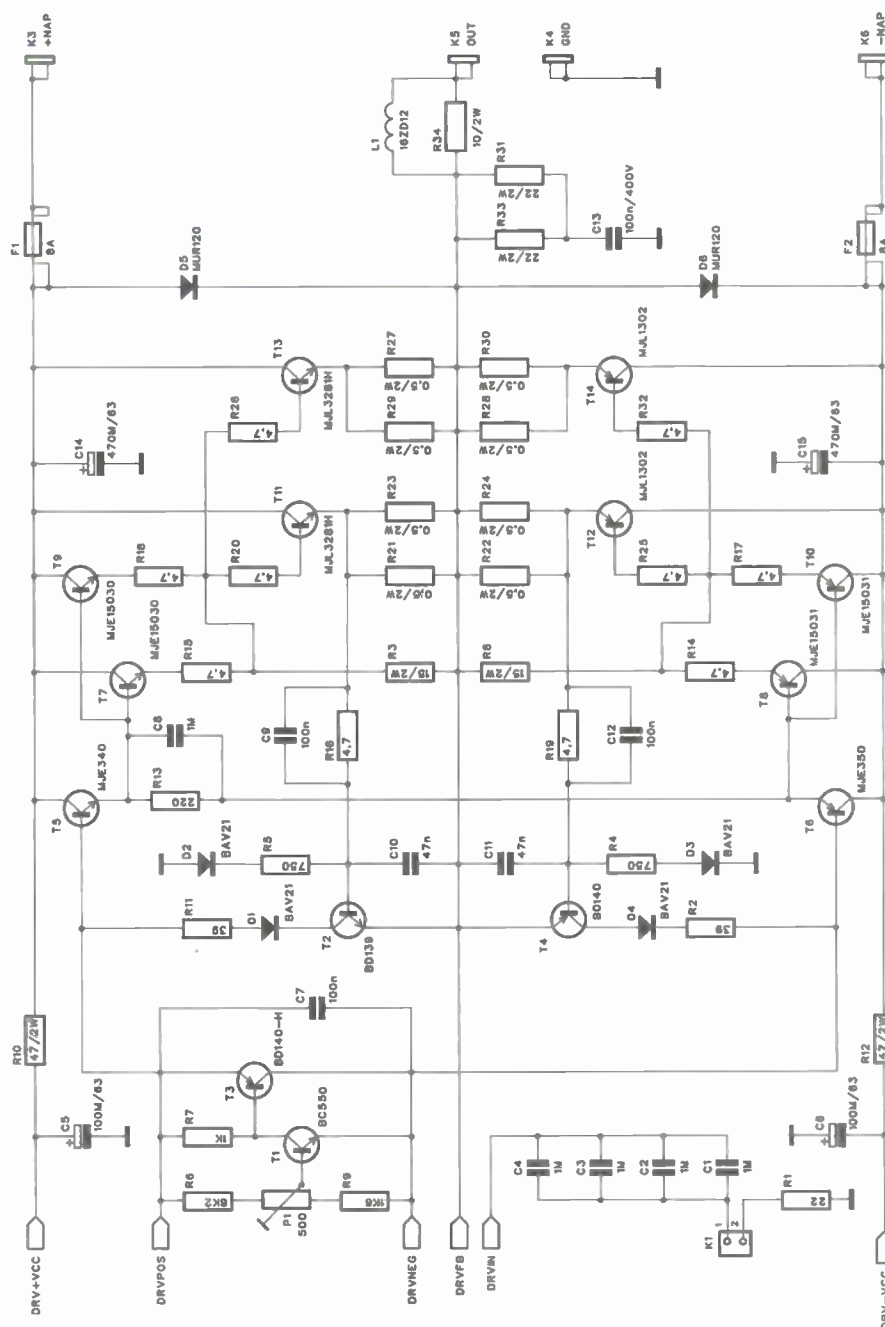 K3
+NAP
F1
8A
D5
MUR120
C14
470M/63
T13
MJL3281H
R26
4,7
T11
MJL3281H
R20
4,7
T9
MJE15030
R18
4,7
T7
MJE15030
R15
4,7
C8
1M
T5
MJE340
R13
220
D2
BAV21
R5
750
R11
39
D1
BAV21
T2
BD139
R10
47/2W
C5
100M/63
DRV+VCC
C7
100n
BD140-H
T3
R7
1K
BC550
T1
R6
8K2
P1
500
R9
1K8
DRVPOS
DRVNEG
K5
OUT
L1
16ZD12
R34
10/2W
K4
GND
R31
22/2W
R33
22/2W
C13
100n/400V
R27
0,5/2W
R30
0,5/2W
R29
0,5/2W
R28
0,5/2W
R23
0,5/2W
R24
0,5/2W
R21
0,5/2W
R22
0,5/2W
R3
15/2W
R8
15/2W
C9
100n
R16
4,7
R19
4,7
C12
100n
C10
47n
C11
47n
DRVFB
DRVIN
K6
-NAP
F2
8A
D6
MUR120
C15
470M/63
T14
MJL1302
R32
4,7
T12
MJL1302
R25
4,7
R17
4,7
T10
MJE15031
R14
4,7
T8
MJE15031
T6
MJE350
R4
750
D3
BAV21
T4
BD140
D4
BAV21
R2
39
R12
47/2W
C6
100M/63
C4
1M
C3
1M
C2
1M
C1
1M
K1
1
2
R1
22
DRV-VCC